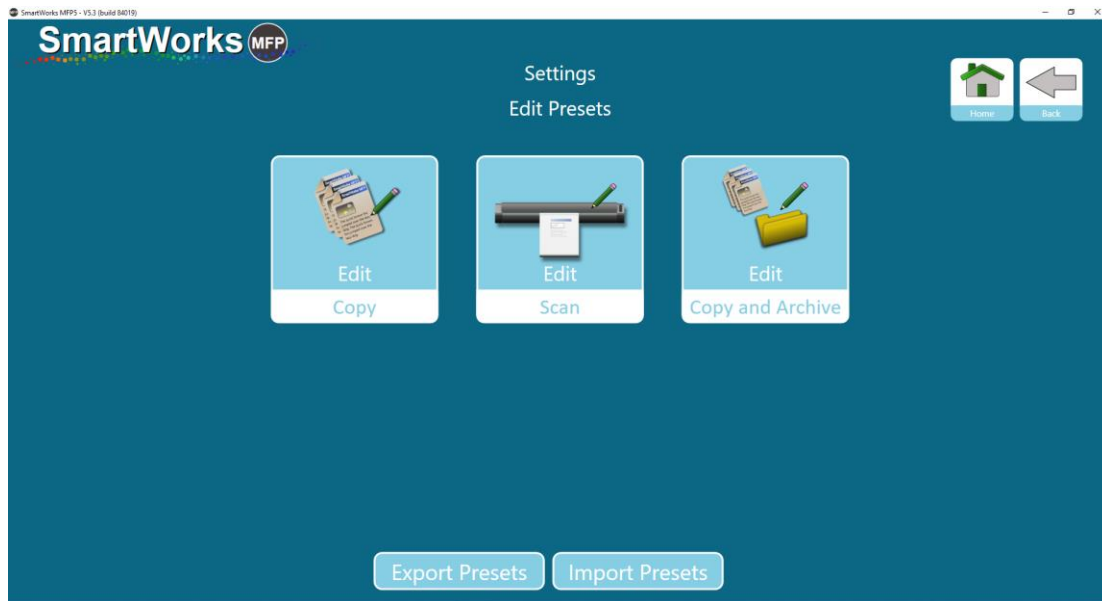 SmartWorks MFP5 - V5.3 (build 84019)
SmartWorks MFP
Settings
Edit Presets
Home
Back
Edit
Copy
Edit
Scan
Edit
Copy and Archive
Export Presets
Import Presets